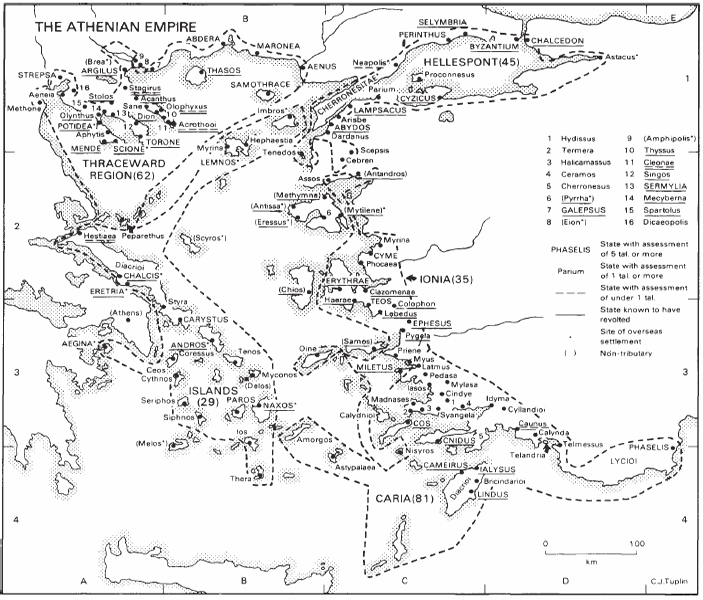 THE ATHENIAN EMPIRE
B
E
SELYMBRIA
PERINTHUS
BYZANTIUM
CHALCEDON
ABDERA
MARONEA
AENUS
Neapolis*
HELLESPONT(45)
Astacus*
(Brea*)
9
8
ARGILUS
7
STREPSA
THASOS
Proconnesus
1
1
Stagirus
SAMOTHRACE
Parium
(CYZICUS)
CHERRONESITAE
Aeneia
16
Acanthus
Stolos
15
Sane
Olophyxus
Methone
14
13
Dion
10
Imbros*
LAMPSACUS
Olynthus
12
11
Acrothooi
Arisbe
POTIDEA*
ABYDOS
Aphytis
Dardanus
MENDE
SCIONE
TORONE
Myrina
Hephaestia
LEMNOS*
Tenedos
Scepsis
Cebren
THRACEWARD
REGION(62)
Assos
(Antandros)
(Methymna)
(Antissa*)
6
(Mytilene)*
(Eressus*)
2
2
Hestiaea
Peparethus
(Scyros*)
Myrina
CYME
Phocaea
Diacrioi
CHALCIS*
IONIA(35)
ERYTHRAE
(Chios)
Clazomenae
ERETRIA*
Styra
Haerae
TEOS
Colophon
Lebedus
(Athens)
CARYSTUS
EPHESUS
ANDROS*
Pygela
AEGINA*
Coressus
Tenos
Oine
(Samos)
Priene
Myus
3
3
Ceos
Cythnos
Myconos
MILETUS
Latmus
(Delos)
Pedasa
Iasos
Mylasa
ISLANDS
(29)
Cindye
Seriphos
PAROS
NAXOS*
Madnases
1
Idyma
2
3
4
Syangela
Cyllandioi
Siphnos
Calydnioi
COS
Caunus
Ios
CNIDUS
5
Calynda
(Melos*)
Amorgos
Nisyros
Telandria
Telmessus
PHASELIS
LYCIOI
Astypalaea
CAMEIRUS
IALYSUS
Thera
Diacrioi
Bricindarioi
LINDUS
CARIA(81)
4
4
0
100
km
A
B
C
D
C.J.Tuplin
1 Hydissus
2 Termera
3 Halicarnassus
4 Ceramos
5 Cherronesus
6 (Pyrrha*)
7 GALEPSUS
8 (Eion*)
9 (Amphipolis*)
10 Thyssus
11 Cleonae
12 Singos
13 SERMYLIA
14 Mecyberna
15 Spartolus
16 Dicaeopolis
PHASELIS State with assessment
of 5 tal. or more
Parium State with assessment
of 1 tal. or more
State with assessment
of under 1 tal.
State known to have
revolted
Site of overseas
settlement
( ) Non-tributary